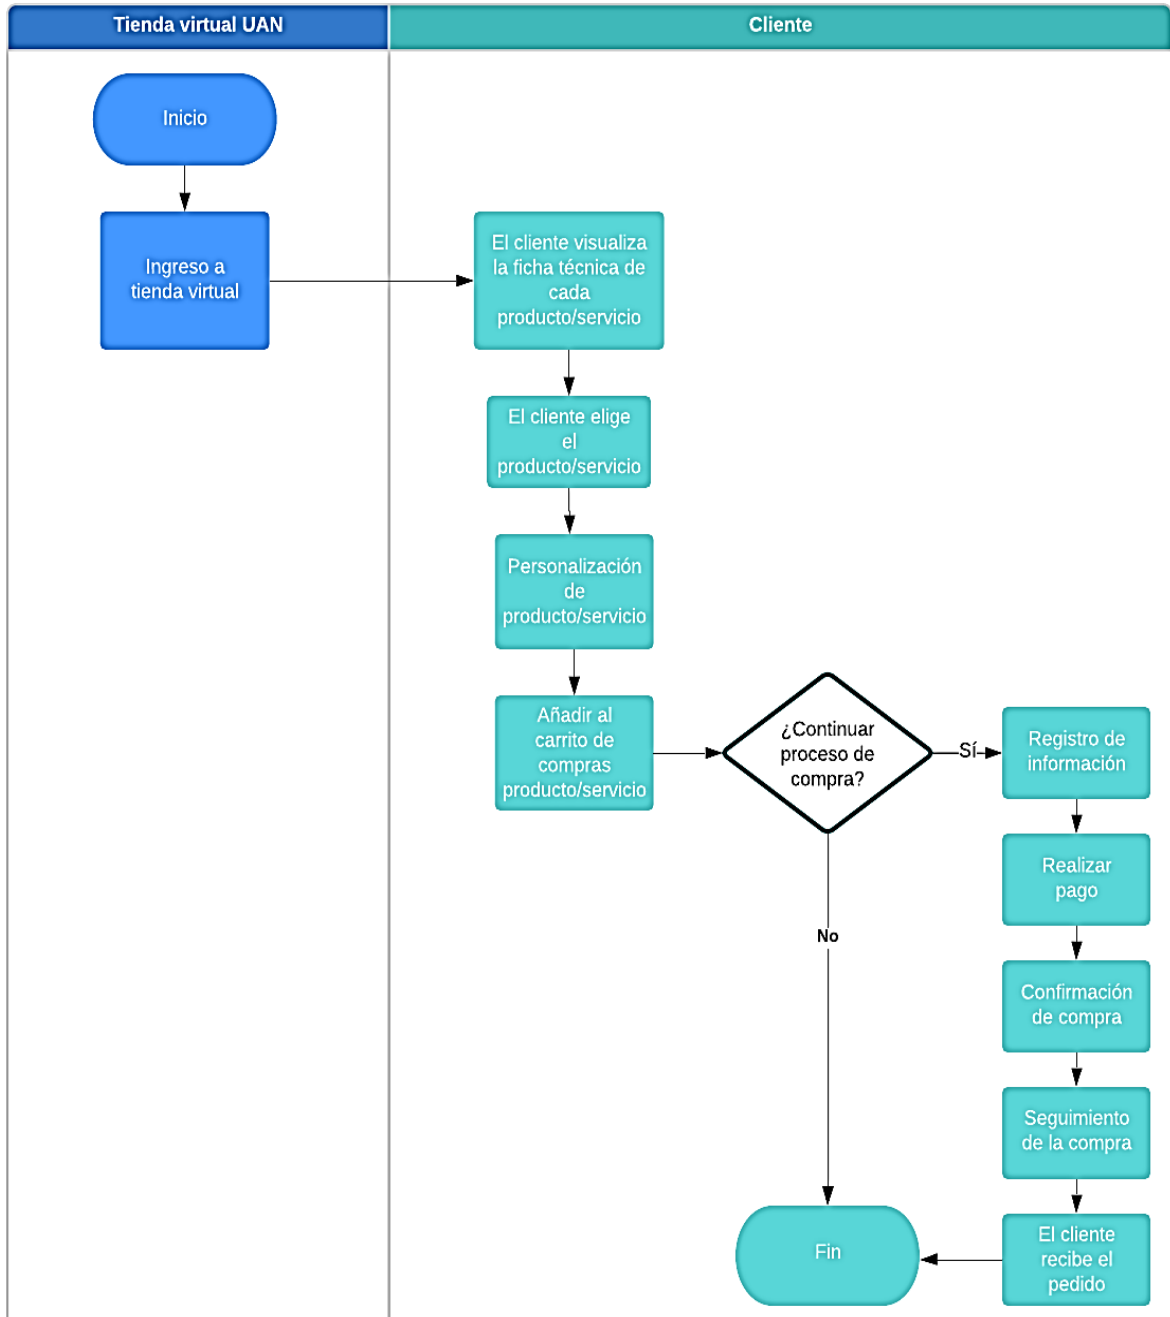 Tienda virtual UAN
Cliente
Inicio
Ingreso a
tienda virtual
El cliente visualiza
la ficha técnica de
cada
producto/servicio
El cliente elige
el
producto/servicio
Personalización
de
producto/servicio
Añadir al
carrito de
compras
producto/servicio
¿Continuar
proceso de
compra?
Sí
Registro de
información
Realizar
pago
Confirmación
de compra
Seguimiento
de la compra
El cliente
recibe el
pedido
No
Fin